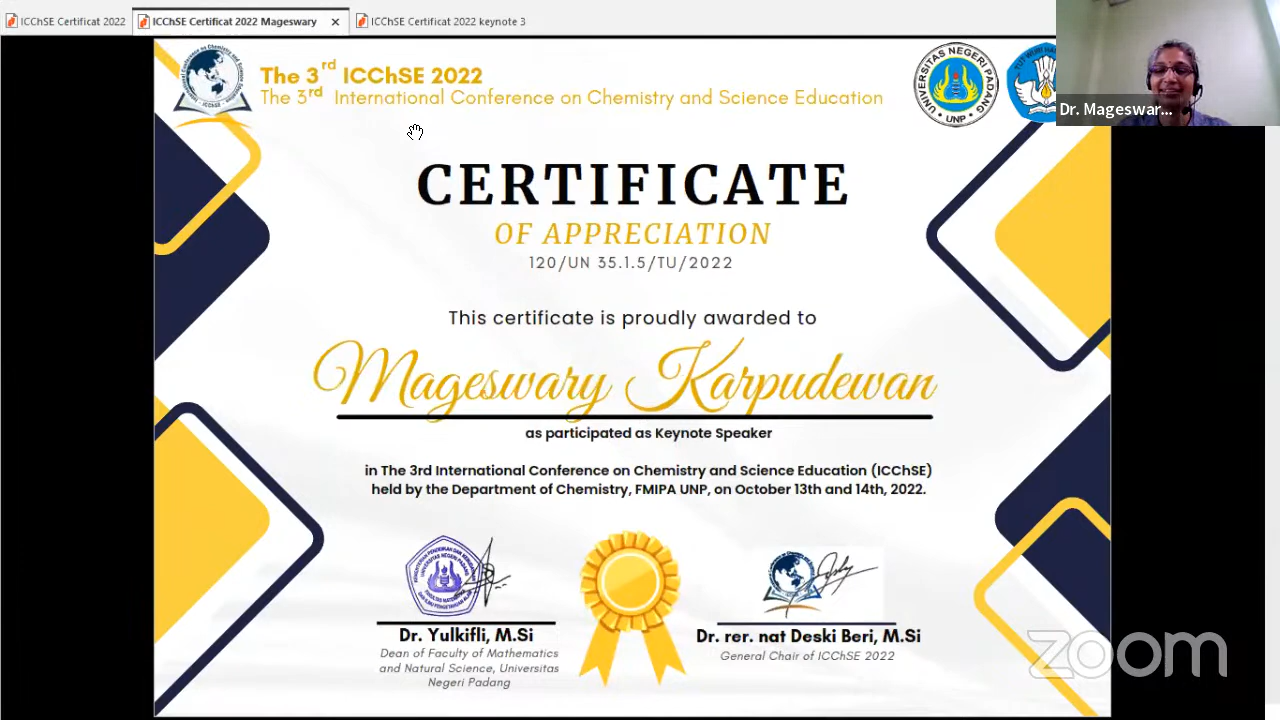 ICChSE Certificat 2022
ICChSE Certificat 2022 Mageswary
ICChSE Certificat 2022 keynote 3
The 3rd ICChSE 2022
The 3rd International Conference on Chemistry and Science Education
UNIVERSITAS NEGERI PADANG
UNP
Dr. Mageswar...
CERTIFICATE
OF APPRECIATION
120/UN 35.1.5/TU/2022
This certificate is proudly awarded to
Mageswary Karpudewan
as participated as Keynote Speaker
in The 3rd International Conference on Chemistry and Science Education (ICChSE)
held by the Department of Chemistry, FMIPA UNP, on October 13th and 14th, 2022.
Dr. Yulkifli, M.Si
Dean of Faculty of Mathematics
and Natural Science, Universitas
Negeri Padang
Dr. rer. nat Deski Beri, M.Si
General Chair of ICChSE 2022
zoom